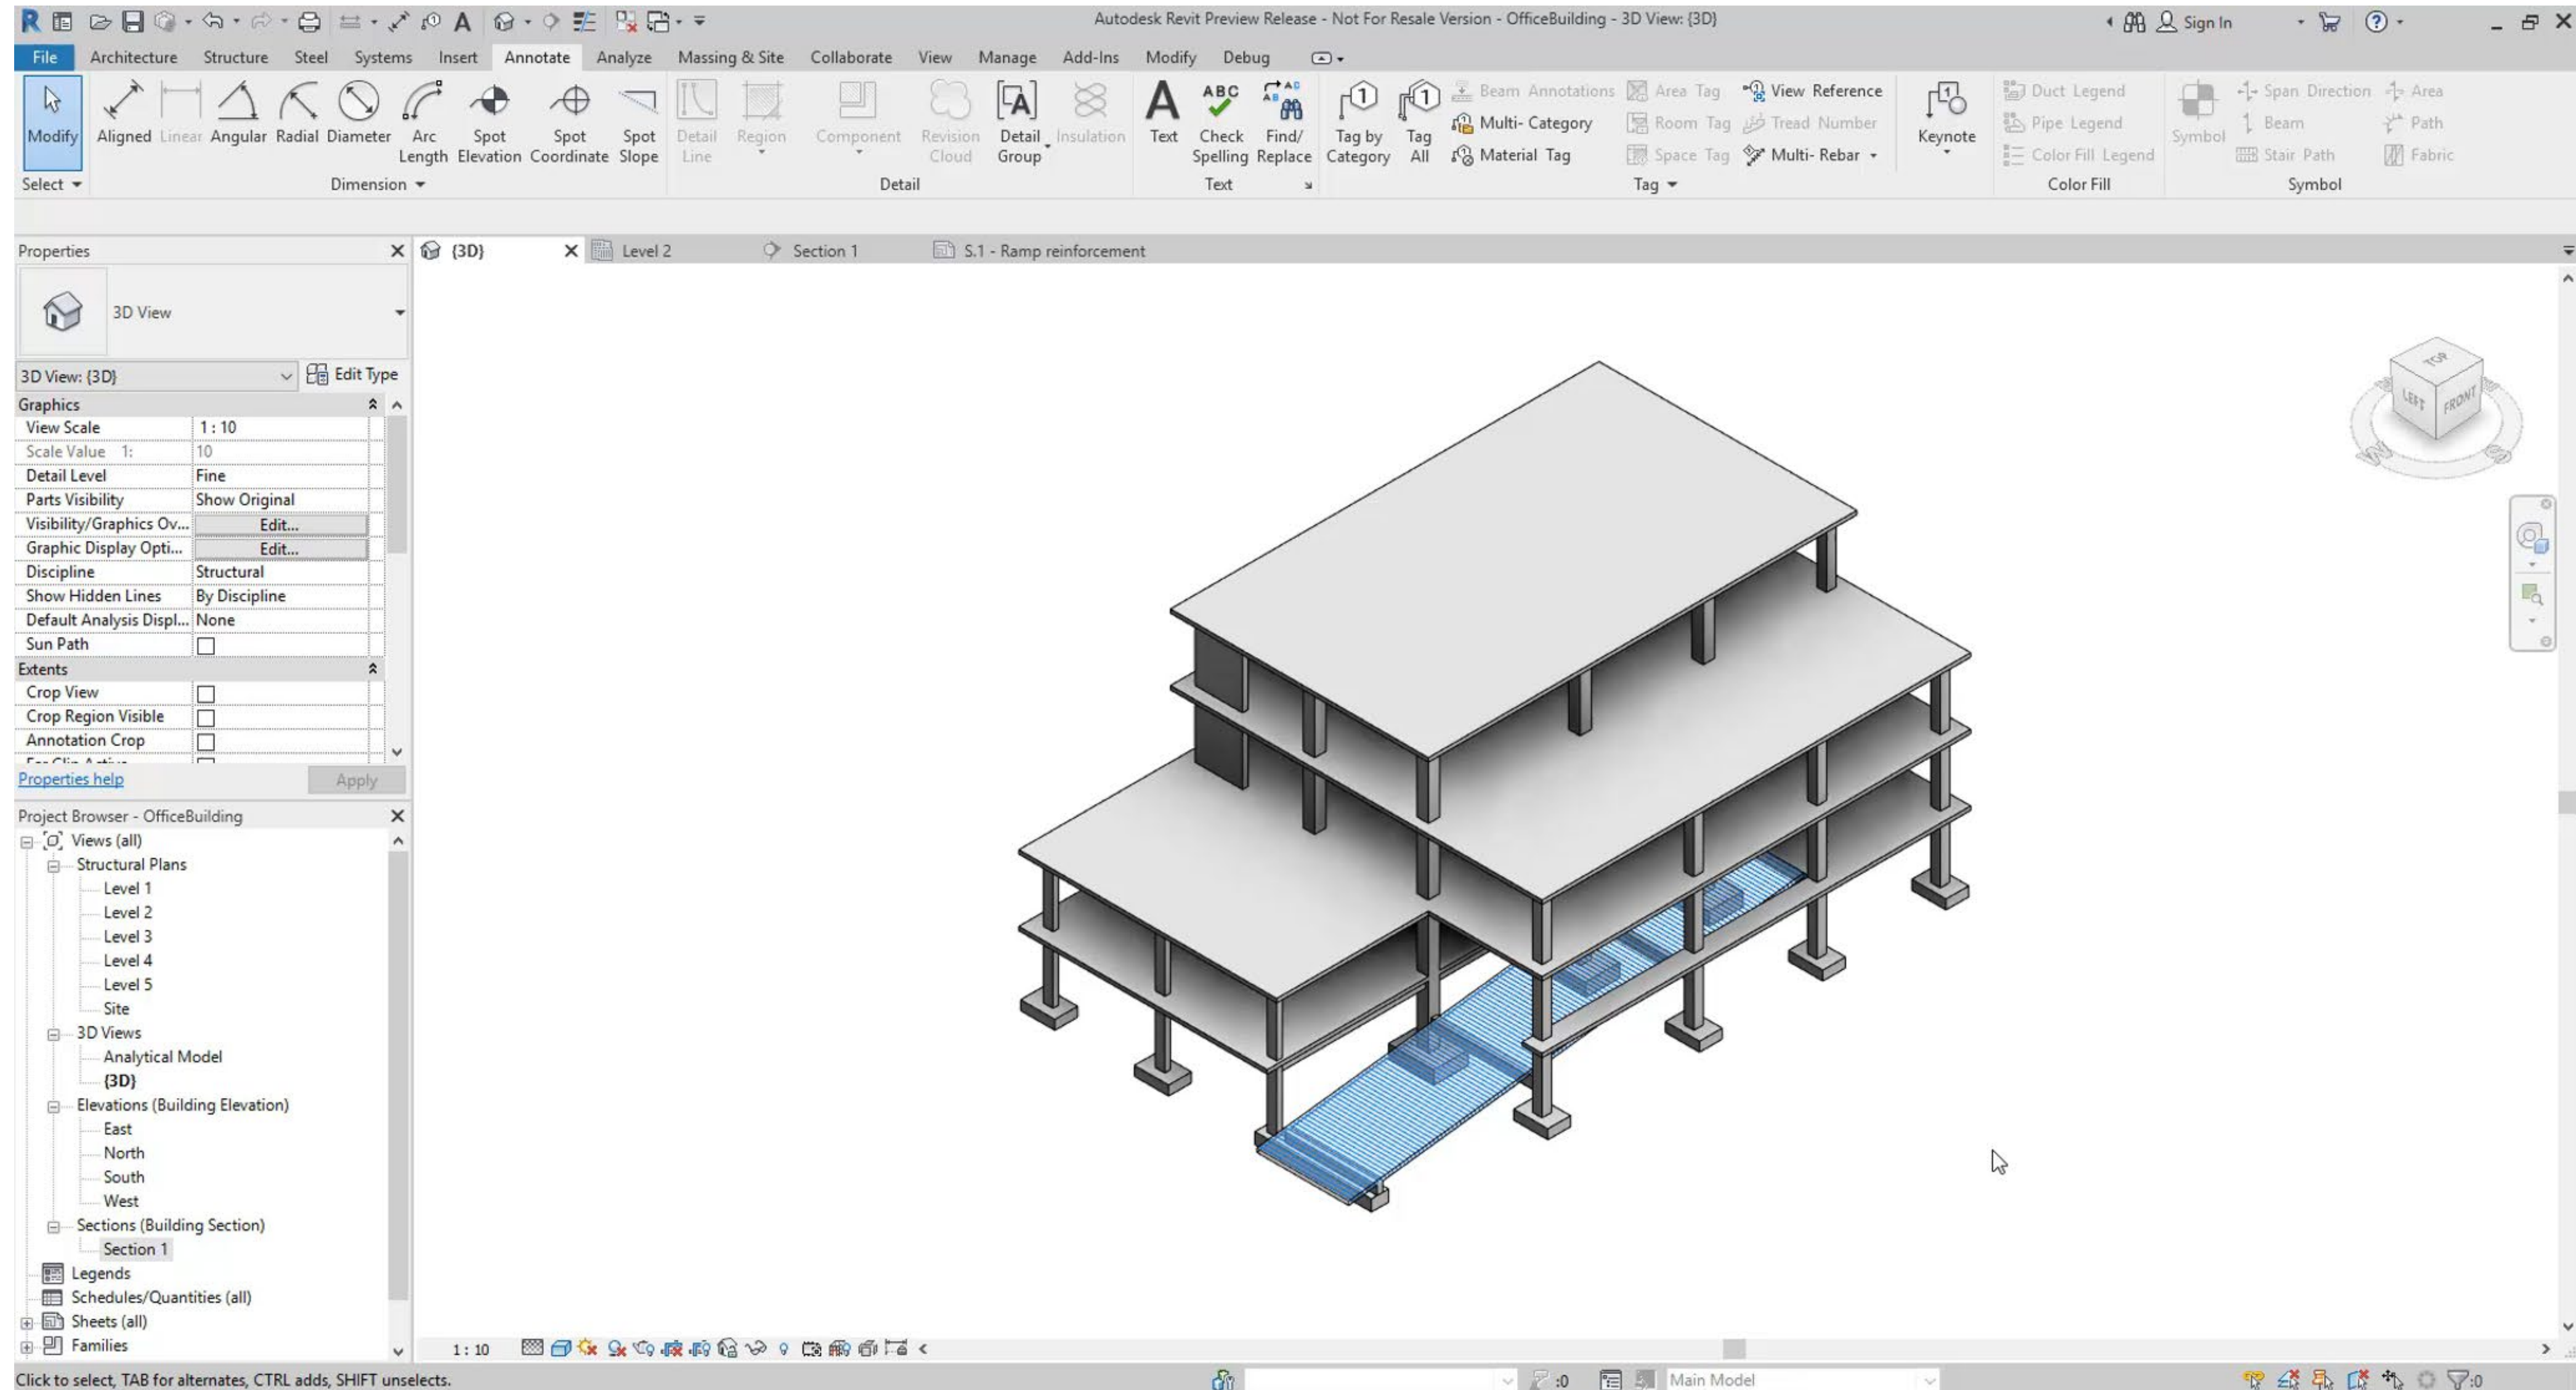 Autodesk Revit Preview Release - Not For Resale Version - OfficeBuilding - 3D View: {3D}
Sign In
File Architecture Structure Steel Systems Insert Annotate Analyze Massing & Site Collaborate View Manage Add-Ins Modify Debug
Modify
Aligned
Linear
Angular
Radial
Diameter
Arc
Length
Spot
Elevation
Spot
Coordinate
Spot
Slope
Detail
Line
Region
Component
Revision
Cloud
Detail
Group
Insulation
Text
ABC
Check
Spelling
Find/
Replace
Tag by
Category
Tag
All
Beam Annotations
Multi- Category
Material Tag
Area Tag
Room Tag
Space Tag
View Reference
Tread Number
Multi- Rebar
Keynote
Duct Legend
Pipe Legend
Color Fill Legend
Symbol
Span Direction
Beam
Stair Path
Area
Path
Fabric
Select
Dimension
Detail
Text
Tag
Color Fill
Symbol
Properties
{3D}
Level 2
Section 1
S.1 - Ramp reinforcement
3D View
3D View: {3D}
Edit Type
Graphics
View Scale 1 : 10
Scale Value 1: 10
Detail Level Fine
Parts Visibility Show Original
Visibility/Graphics Ov... Edit...
Graphic Display Opti... Edit...
Discipline Structural
Show Hidden Lines By Discipline
Default Analysis Displ... None
Sun Path
Extents
Crop View
Crop Region Visible
Annotation Crop
Properties help
Apply
Project Browser - OfficeBuilding
Views (all)
Structural Plans
Level 1
Level 2
Level 3
Level 4
Level 5
Site
3D Views
Analytical Model
{3D}
Elevations (Building Elevation)
East
North
South
West
Sections (Building Section)
Section 1
Legends
Schedules/Quantities (all)
Sheets (all)
Families
TOP
LEFT
FRONT
W
S
1 : 10
Click to select, TAB for alternates, CTRL adds, SHIFT unselects.
:0
Main Model
:0